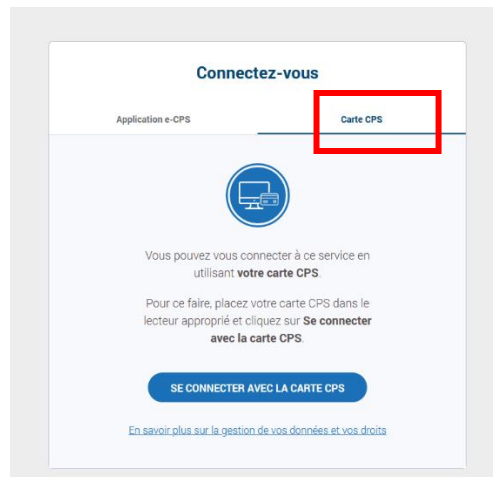 Connectez-vous
Application e-CPS
Carte CPS
Vous pouvez vous connecter à ce service en
utilisant votre carte CPS.
Pour ce faire, placez votre carte CPS dans le
lecteur approprié et cliquez sur Se connecter
avec la carte CPS.
SE CONNECTER AVEC LA CARTE CPS
En savoir plus sur la gestion de vos données et vos droits